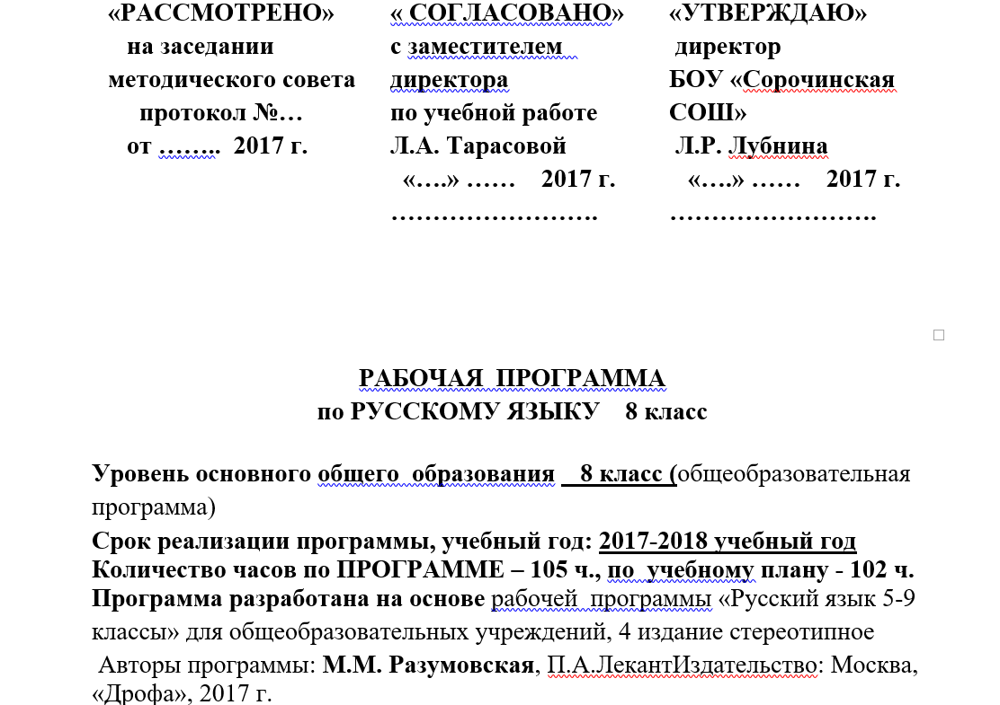 «РАССМОТРЕНО»
на заседании
методического совета
протокол №…
от …….. 2017 г.
« СОГЛАСОВАНО»
с заместителем
директора
по учебной работе
Л.А. Тарасовой
«….» …… 2017 г.
…………………….
«УТВЕРЖДАЮ»
директор
БОУ «Сорочинская
СОШ»
Л.Р. Лубнина
«….» …… 2017 г.
…………………….
РАБОЧАЯ ПРОГРАММА
по РУССКОМУ ЯЗЫКУ 8 класс
Уровень основного общего образования 8 класс (общеобразовательная
программа)
Срок реализации программы, учебный год: 2017-2018 учебный год
Количество часов по ПРОГРАММЕ – 105 ч., по учебному плану - 102 ч.
Программа разработана на основе рабочей программы «Русский язык 5-9
классы» для общеобразовательных учреждений, 4 издание стереотипное
Авторы программы: М.М. Разумовская, П.А.ЛекантИздательство: Москва,
«Дрофа», 2017 г.